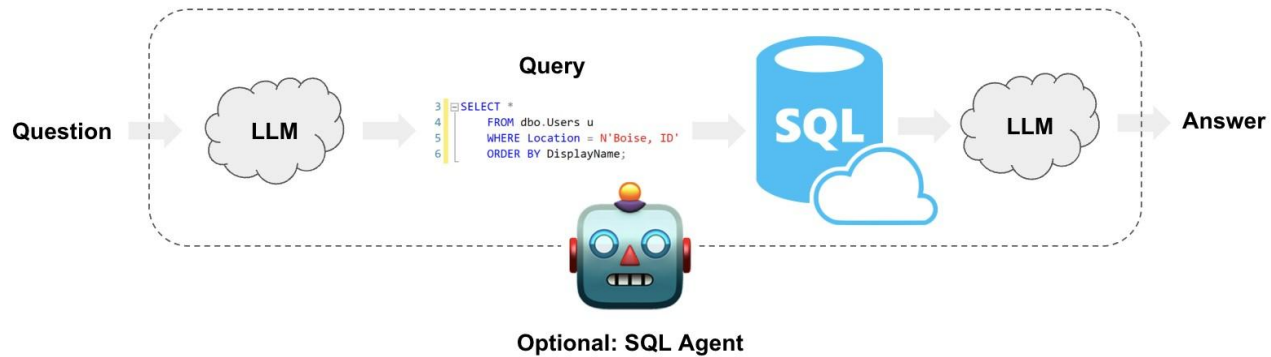 Question
LLM
Query
3 SELECT *
4 FROM dbo.Users u
5 WHERE Location = N'Boise, ID'
6 ORDER BY DisplayName;
SQL
LLM
Answer
Optional: SQL Agent